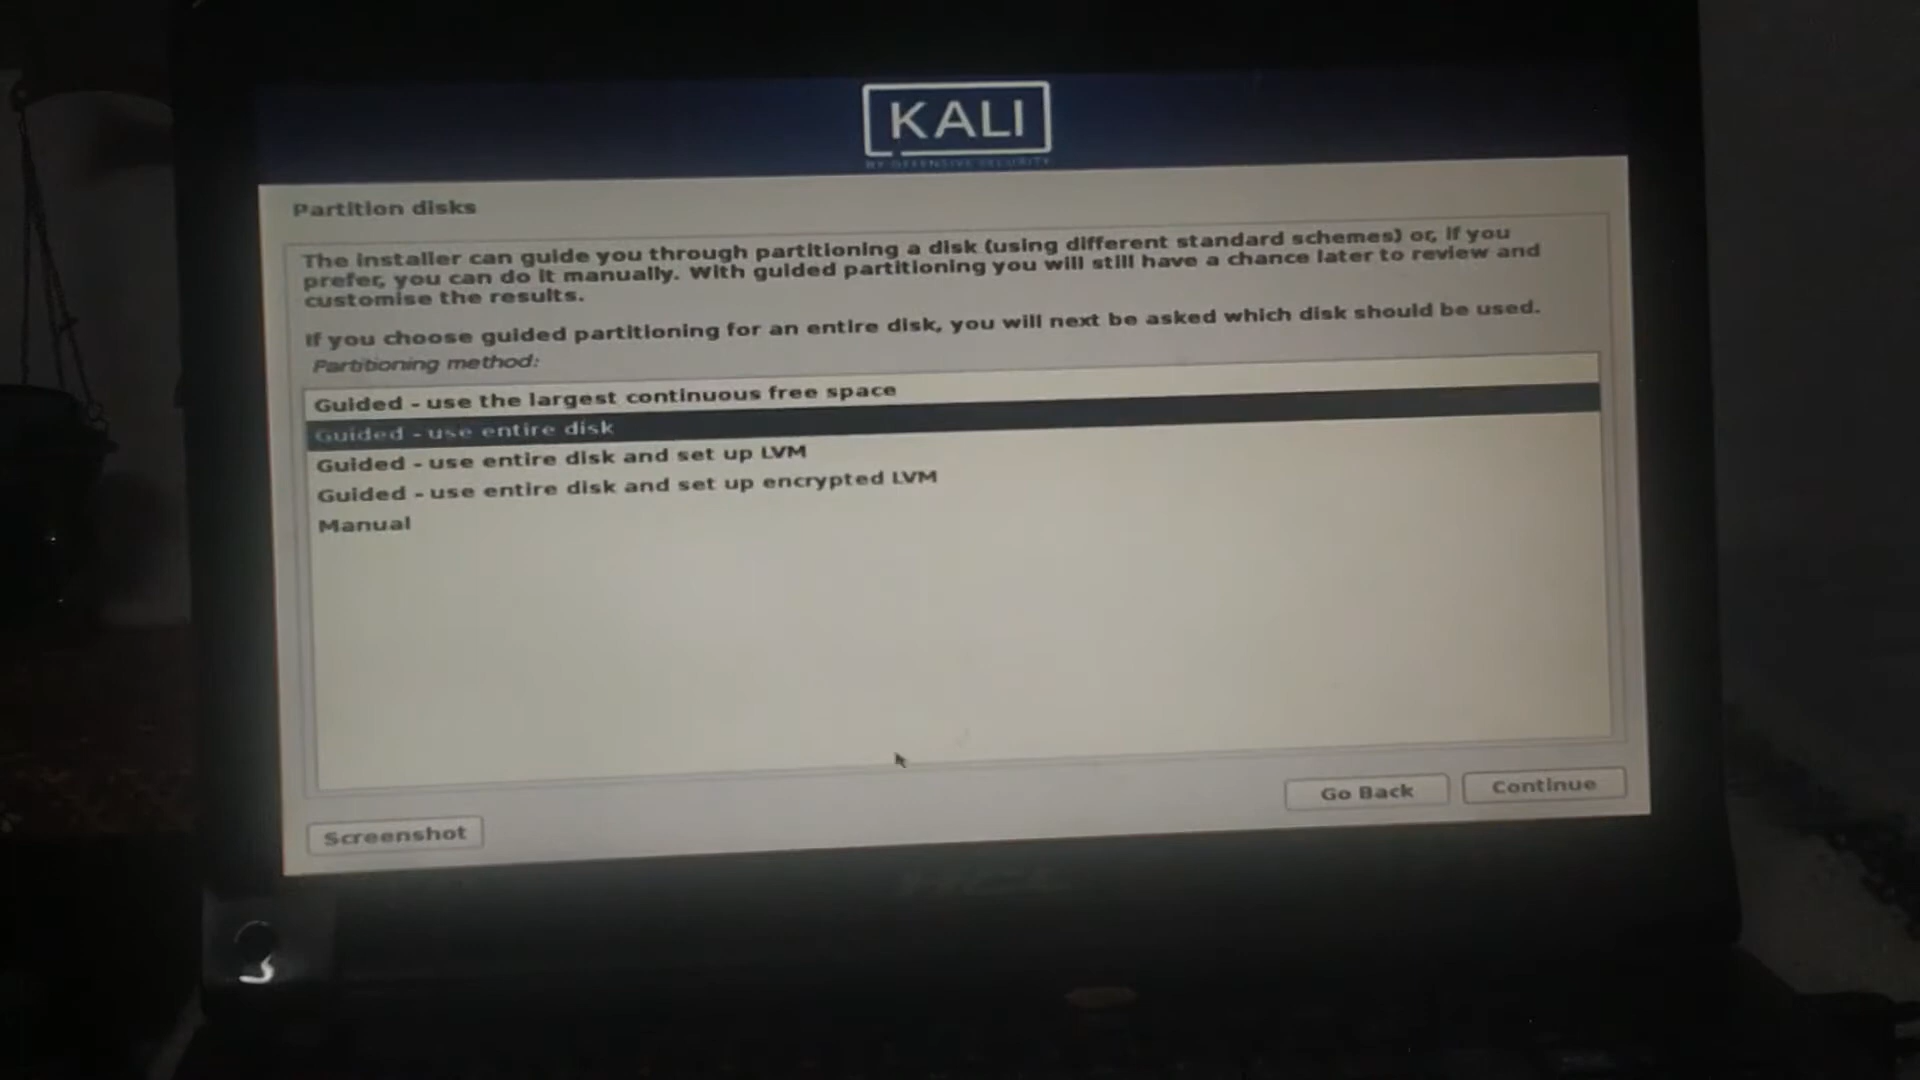 KALI
BY OFFENSIVE SECURITY
Partition disks
The installer can guide you through partitioning a disk (using different standard schemes) or, if you
prefer, you can do it manually. With guided partitioning you will still have a chance later to review and
customise the results.
If you choose guided partitioning for an entire disk, you will next be asked which disk should be used.
Partitioning method:
Guided - use the largest continuous free space
Guided - use entire disk
Guided - use entire disk and set up LVM
Guided - use entire disk and set up encrypted LVM
Manual
Screenshot
Go Back
Continue